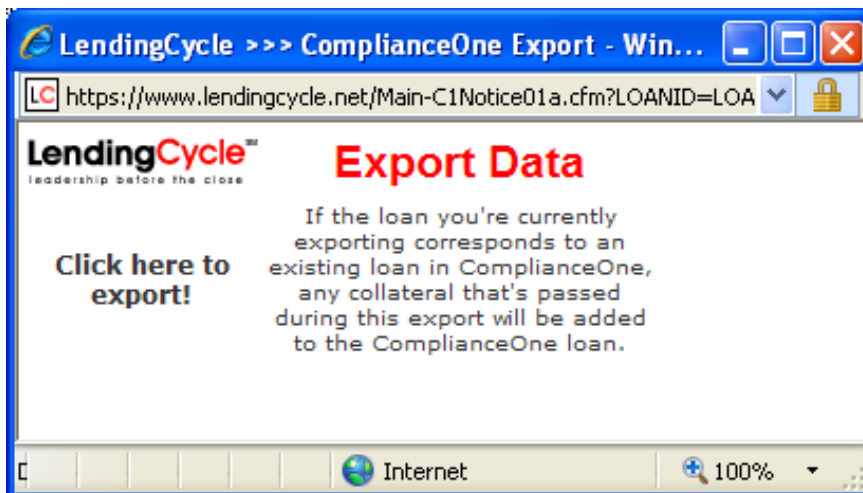 LendingCycle >>> ComplianceOne Export - Win...
LC https://www.lendingcycle.net/Main-C1Notice01a.cfm?LOANID=LOA
LendingCycle℠
leadership before the close
Export Data
If the loan you're currently
exporting corresponds to an
existing loan in ComplianceOne,
any collateral that's passed
during this export will be added
to the ComplianceOne loan.
Click here to
export!
Internet
100%